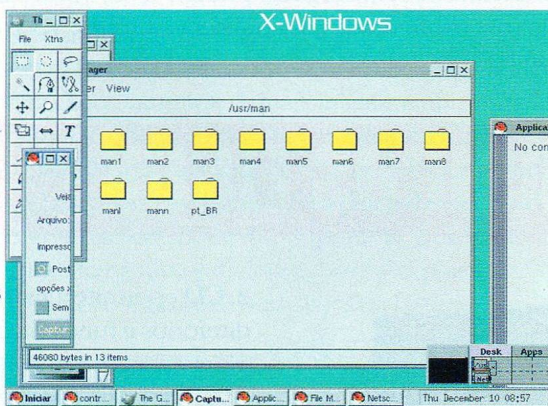 X-Windows
Th
File Xtns
T
ager
er View
/usr/man
man1 man2 man3 man4 man5 man6 man7 man8
manl mann pt_BR
Arquivo:
Impresso
Post
opções
Sem
Captur
46080 bytes in 13 items
Applica
No con
Desk Apps
Iniciar contr... The G... Captu... Applic... File M... Netsc... Thu December 10 08:57